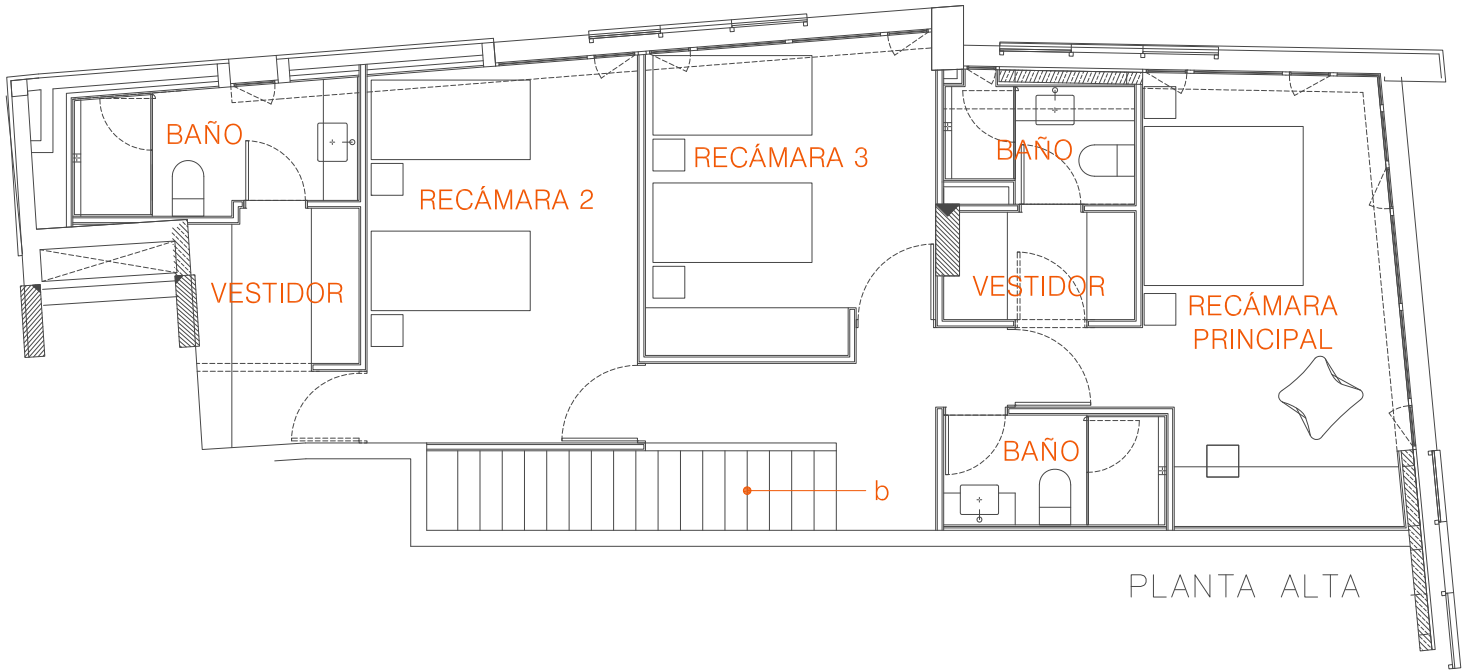 BAÑO
RECÁMARA 2
VESTIDOR
RECÁMARA 3
BAÑO
VESTIDOR
RECÁMARA
PRINCIPAL
BAÑO
b
PLANTA ALTA